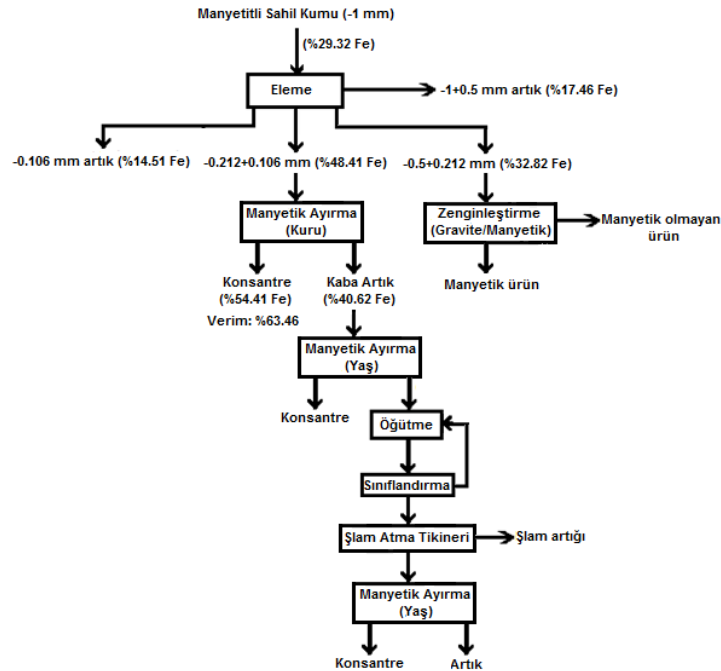 Manyetitli Sahil Kumu (-1 mm)
(%29.32 Fe)
Eleme
-1+0.5 mm artık (%17.46 Fe)
-0.106 mm artık (%14.51 Fe)
-0.212+0.106 mm (%48.41 Fe)
-0.5+0.212 mm (%32.82 Fe)
Manyetik Ayırma
(Kuru)
Zenginleştirme
(Gravite/Manyetik)
Manyetik olmayan
ürün
Konsantre
(%54.41 Fe)
Verim: %63.46
Kaba Artık
(%40.62 Fe)
Manyetik ürün
Manyetik Ayırma
(Yaş)
Konsantre
Öğütme
Sınıflandırma
Şlam Atma Tikineri
Şlam artığı
Manyetik Ayırma
(Yaş)
Konsantre
Artık